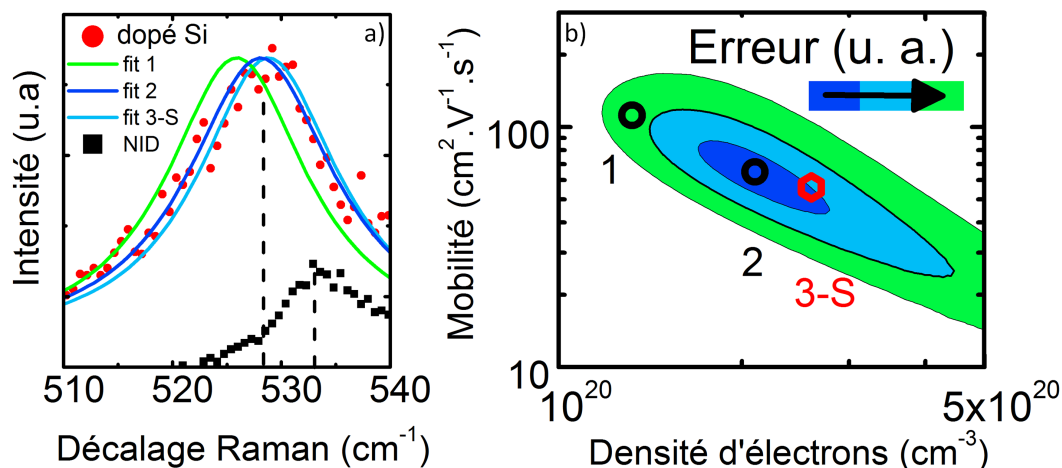 a)
dopé Si
fit 1
fit 2
fit 3-S
NID
Intensité (u.a)
510 520 530 540
Décalage Raman (cm⁻¹)
b)
Erreur (u. a.)
Mobilité (cm².V⁻¹.s⁻¹)
100
10
1
2
3-S
10²⁰ 5x10²⁰
Densité d'électrons (cm⁻³)